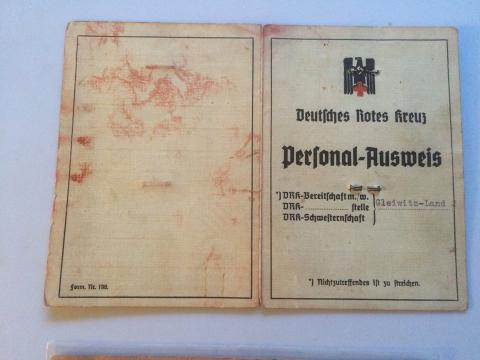 Deutsches Rotes Kreuz
Personal-Ausweis
*) DRK-Bereitschaft m./w.
DRK- ............ stelle
DRK-Schwesternschaft
Gleiwitz-Land
*) Nichtzutreffendes ist zu streichen.
Form. Nr. 198.